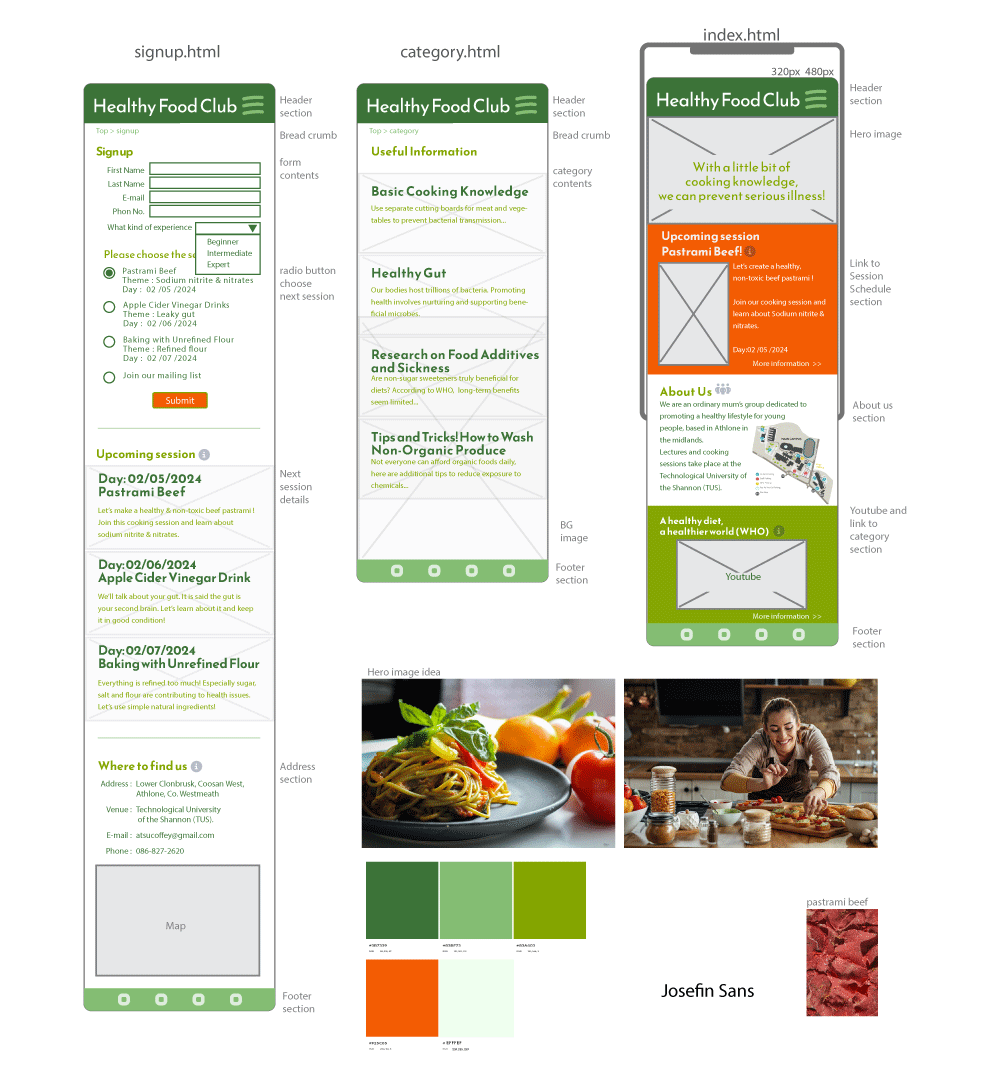 signup.html
Healthy Food Club
Header
section
Top > signup
Bread crumb
Signup
form
contents
First Name
Last Name
E-mail
Phon No.
What kind of experience
Beginner
Intermediate
Expert
Please choose the se
radio button
choose
next session
Pastrami Beef
Theme : Sodium nitrite & nitrates
Day : 02 /05 /2024
Apple Cider Vinegar Drinks
Theme : Leaky gut
Day : 02 /06 /2024
Baking with Unrefined Flour
Theme : Refined flour
Day : 02 /07 /2024
Join our mailing list
Submit
Upcoming session
Next
session
details
Day: 02/05/2024
Pastrami Beef
Let's make a healthy & non-toxic beef pastrami !
Join this cooking session and learn about
sodium nitrite & nitrates.
Day: 02/06/2024
Apple Cider Vinegar Drink
We'll talk about your gut. It is said the gut is
your second brain. Let's learn about it and keep
it in good condition!
Day: 02/07/2024
Baking with Unrefined Flour
Everything is refined too much! Especially sugar,
salt and flour are contributing to health issues.
Let's use simple natural ingredients!
Where to find us
Address
section
Address : Lower Clonbrusk, Coosan West,
Athlone, Co. Westmeath
Venue : Technological University
of the Shannon (TUS).
E-mail : atsucoffey@gmail.com
Phone : 086-827-2620
Map
Footer
section
category.html
Healthy Food Club
Header
section
Top > category
Bread crumb
Useful Information
category
contents
Basic Cooking Knowledge
Use separate cutting boards for meat and vege-
tables to prevent bacterial transmission...
Healthy Gut
Our bodies host trillions of bacteria. Promoting
health involves nurturing and supporting bene-
ficial microbes.
Research on Food Additives
and Sickness
Are non-sugar sweeteners truly beneficial for
diets? According to WHO, long-term benefits
seem limited...
Tips and Tricks! How to Wash
Non-Organic Produce
Not everyone can afford organic foods daily,
here are additional tips to reduce exposure to
chemicals...
BG
image
Footer
section
index.html
320px 480px
Healthy Food Club
Header
section
Hero image
With a little bit of
cooking knowledge,
we can prevent serious illness!
Upcoming session
Pastrami Beef!
Let's create a healthy,
non-toxic beef pastrami !
Join our cooking session and
learn about Sodium nitrite &
nitrates.
Day:02 /05 /2024
More information >>
Link to
Session
Schedule
section
About Us
About us
section
We are an ordinary mum's group dedicated to
promoting a healthy lifestyle for young
people, based in Athlone in
the midlands.
Lectures and cooking
sessions take place at the
Technological University of
the Shannon (TUS).
A healthy diet,
a healthier world (WHO)
Youtube and
link to
category
section
Youtube
More information >>
Footer
section
Hero image idea
pastrami beef
Josefin Sans